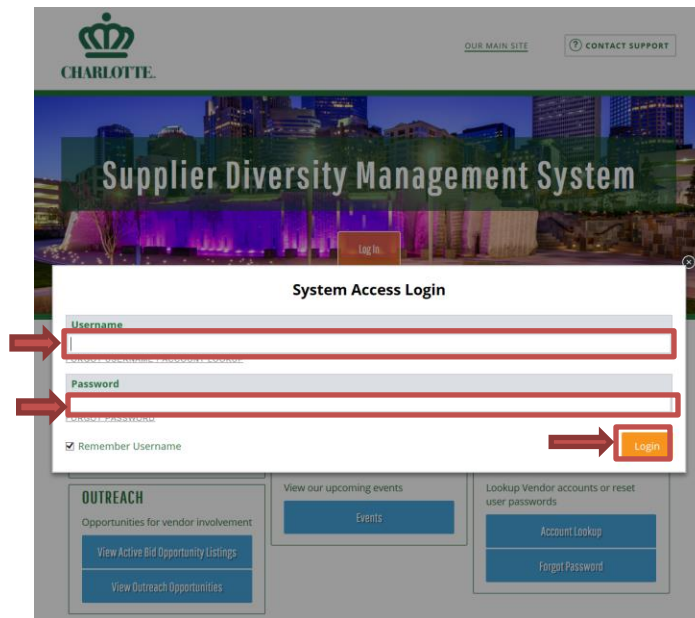 CHARLOTTE.
OUR MAIN SITE
? CONTACT SUPPORT
Supplier Diversity Management System
Log In
System Access Login
Username
FORGOT USERNAME / ACCOUNT LOOKUP
Password
FORGOT PASSWORD
Remember Username
Login
OUTREACH
Opportunities for vendor involvement
View Active Bid Opportunity Listings
View Outreach Opportunities
View our upcoming events
Events
Lookup Vendor accounts or reset
user passwords
Account Lookup
Forgot Password